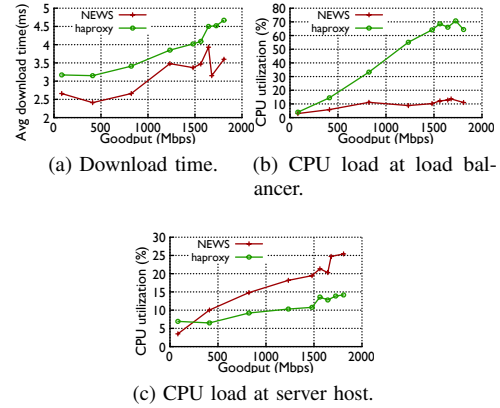 Avg download time(ms)
5
4.5
4
3.5
3
2.5
2
NEWS
haproxy
0 500 1000 1500 2000
Goodput (Mbps)
(a) Download time.
CPU utilization (%)
80
70
60
50
40
30
20
10
0
NEWS
haproxy
0 500 1000 1500 2000
Goodput (Mbps)
(b) CPU load at load bal-
ancer.
CPU utilization (%)
30
25
20
15
10
5
0
NEWS
haproxy
0 500 1000 1500 2000
Goodput (Mbps)
(c) CPU load at server host.